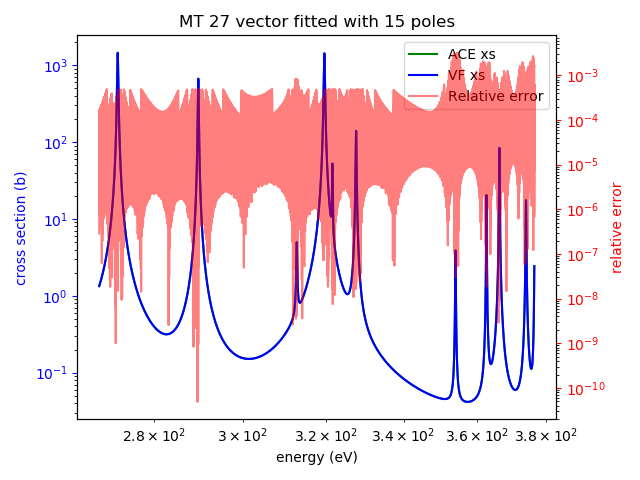 MT 27 vector fitted with 15 poles
ACE xs
VF xs
Relative error
10³
10²
10¹
10⁰
10⁻¹
cross section (b)
10⁻³
10⁻⁴
10⁻⁵
10⁻⁶
10⁻⁷
10⁻⁸
10⁻⁹
10⁻¹⁰
relative error
2.8 × 10² 3 × 10² 3.2 × 10² 3.4 × 10² 3.6 × 10² 3.8 × 10²
energy (eV)